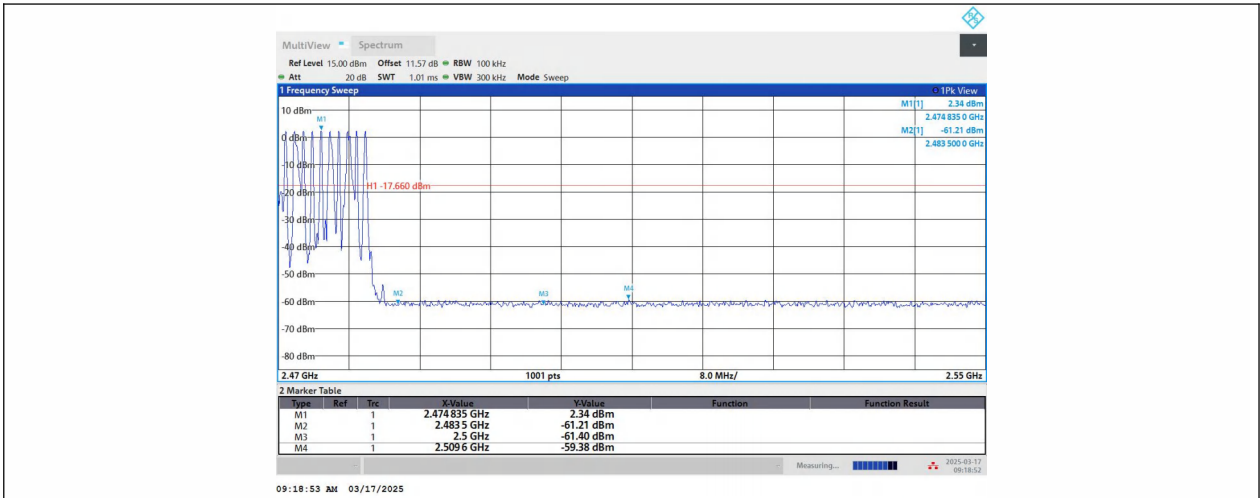 MultiView Spectrum
Ref Level 15.00 dBm Offset 11.57 dB RBW 100 kHz
Att 20 dB SWT 1.01 ms VBW 300 kHz Mode Sweep
1 Frequency Sweep 1Pk View
M1[1] 2.34 dBm
2.474 835 0 GHz
M2[1] -61.21 dBm
2.483 500 0 GHz
10 dBm
M1
0 dBm
-10 dBm
H1 -17.660 dBm
-20 dBm
-30 dBm
-40 dBm
-50 dBm
M2 M3 M4
-60 dBm
-70 dBm
-80 dBm
2.47 GHz 1001 pts 8.0 MHz/ 2.55 GHz
2 Marker Table
Type Ref Trc X-Value Y-Value Function Function Result
M1 1 2.474 835 GHz 2.34 dBm
M2 1 2.483 5 GHz -61.21 dBm
M3 1 2.5 GHz -61.40 dBm
M4 1 2.509 6 GHz -59.38 dBm
Measuring... 2025-03-17
09:18:52
09:18:53 AM 03/17/2025